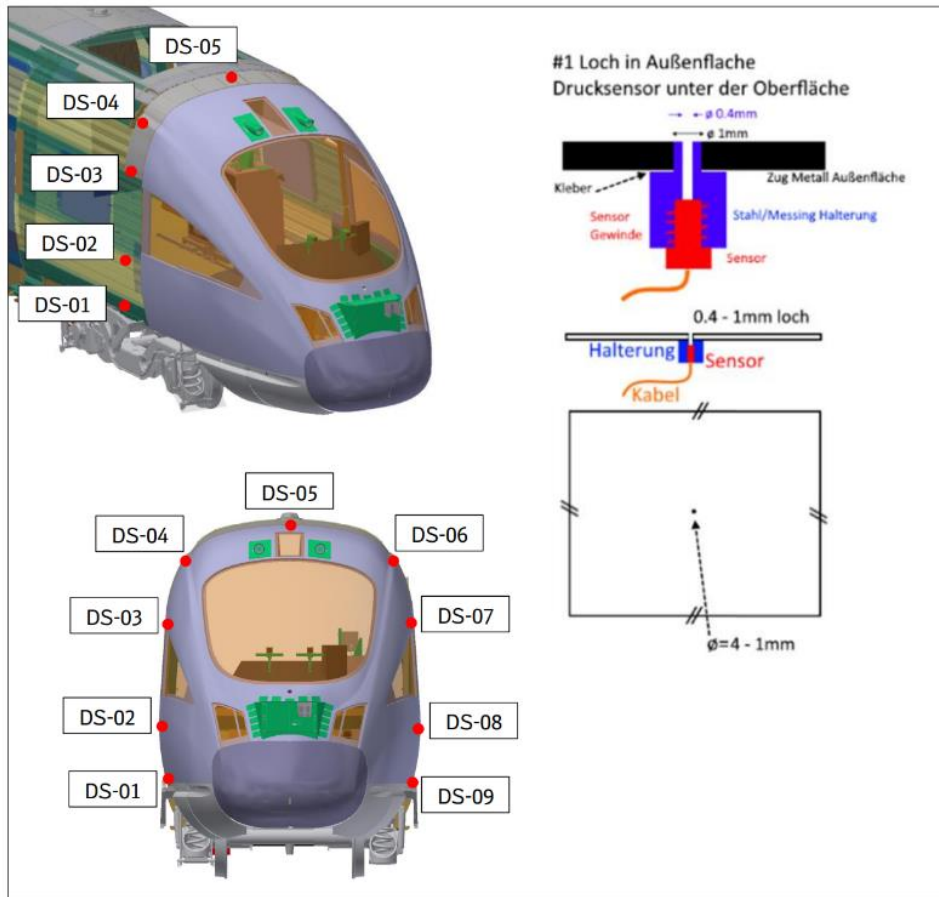 DS-05
DS-04
DS-03
DS-02
DS-01
#1 Loch in Außenflache
Drucksensor unter der Oberfläche
ø 0.4mm
ø 1mm
Kleber
Zug Metall Außenfläche
Sensor
Gewinde
Stahl/Messing Halterung
Sensor
0.4 - 1mm loch
Halterung
Sensor
Kabel
ø=4 - 1mm
DS-05
DS-04
DS-06
DS-03
DS-07
DS-02
DS-08
DS-01
DS-09